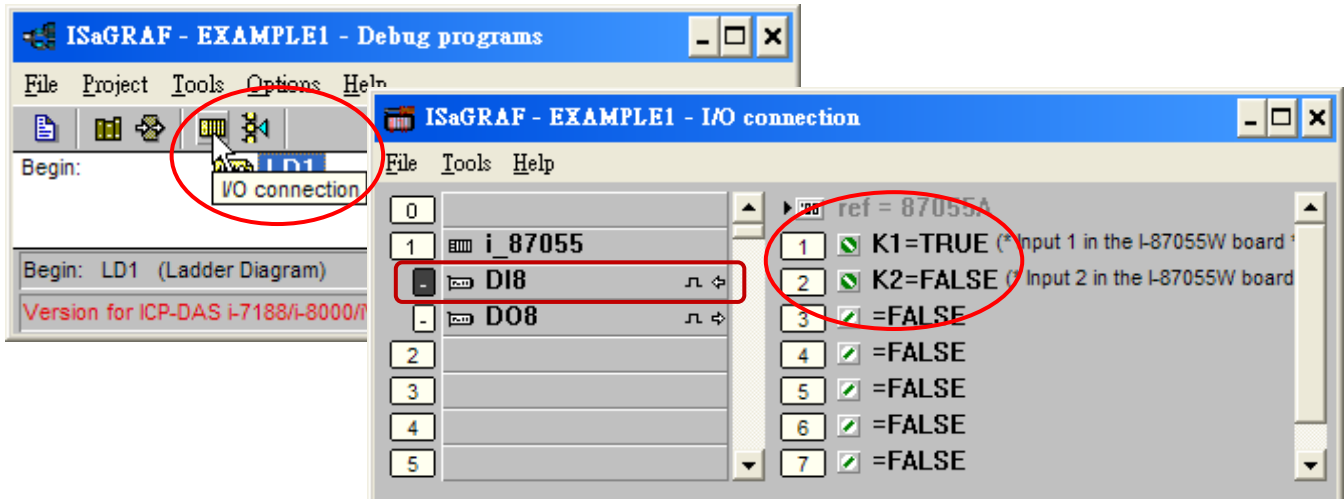 ISaGRAF - EXAMPLE1 - Debug programs
File Project Tools Options Help
Begin: LD1
I/O connection
Begin: LD1 (Ladder Diagram)
Version for ICP-DAS i-7188/i-8000/
ISaGRAF - EXAMPLE1 - I/O connection
File Tools Help
0
1 i_87055
- DI8
- DO8
2
3
4
5
ref = 87055A
1 K1=TRUE (* Input 1 in the I-87055W board *
2 K2=FALSE (* Input 2 in the I-87055W board
3 =FALSE
4 =FALSE
5 =FALSE
6 =FALSE
7 =FALSE